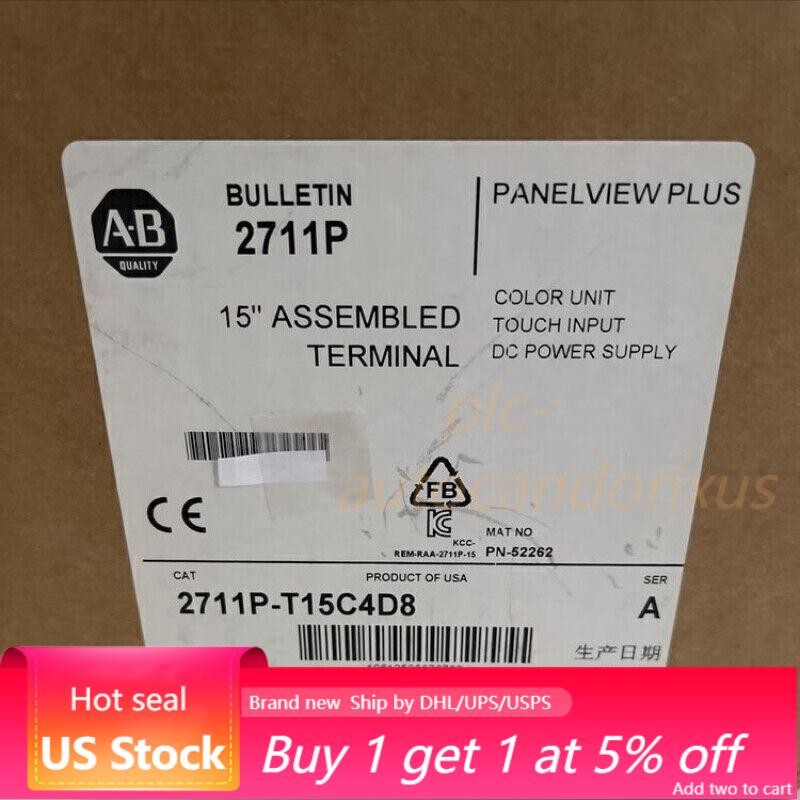 A-B
QUALITY
BULLETIN
2711P
PANELVIEW PLUS
15" ASSEMBLED
TERMINAL
COLOR UNIT
TOUCH INPUT
DC POWER SUPPLY
plc-
autocandorixus
FB
KCC-
REM-RAA-2711P-15
MAT NO
PN-52262
CE
CAT
PRODUCT OF USA
SER
2711P-T15C4D8
A
生产日期
Hot seal
US Stock
Brand new Ship by DHL/UPS/USPS
Buy 1 get 1 at 5% off
Add two to cart